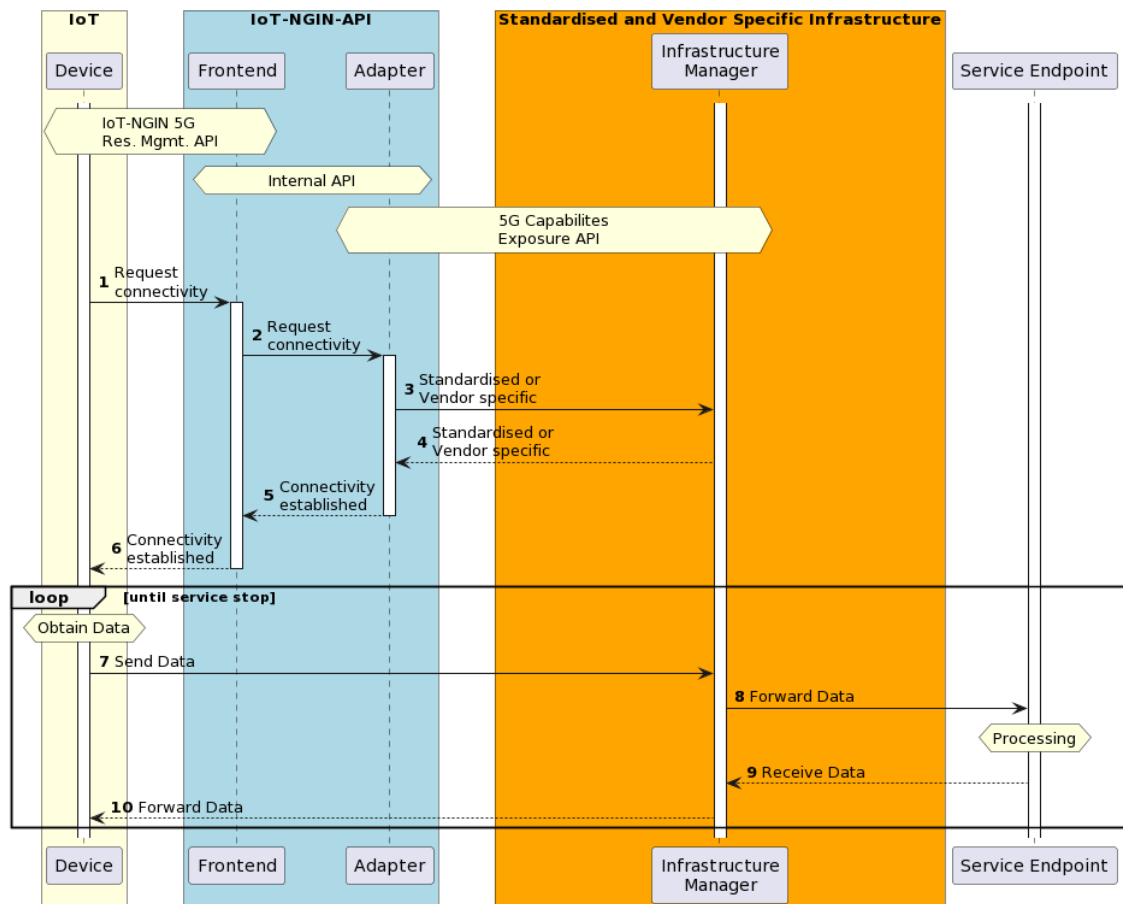 IoT
IoT-NGIN-API
Standardised and Vendor Specific Infrastructure
Device
Frontend
Adapter
Infrastructure
Manager
Service Endpoint
IoT-NGIN 5G
Res. Mgmt. API
Internal API
5G Capabilites
Exposure API
1 Request
connectivity
2 Request
connectivity
3 Standardised or
Vendor specific
4 Standardised or
Vendor specific
5 Connectivity
established
6 Connectivity
established
loop [until service stop]
Obtain Data
7 Send Data
8 Forward Data
Processing
9 Receive Data
10 Forward Data
Device
Frontend
Adapter
Infrastructure
Manager
Service Endpoint